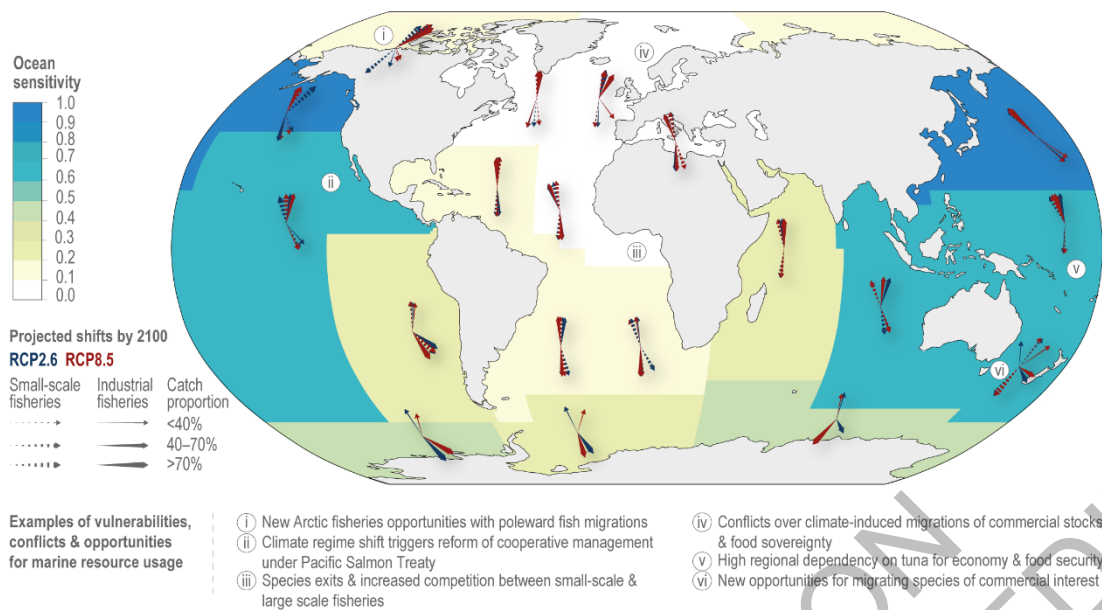 Ocean
sensitivity
1.0
0.9
0.8
0.7
0.6
0.5
0.4
0.3
0.2
0.1
0.0
i
ii
iii
iv
v
vi
Projected shifts by 2100
RCP2.6 RCP8.5
Small-scale fisheries
Industrial fisheries
Catch proportion
<40%
40–70%
>70%
Examples of vulnerabilities,
conflicts & opportunities
for marine resource usage
i New Arctic fisheries opportunities with poleward fish migrations
ii Climate regime shift triggers reform of cooperative management
under Pacific Salmon Treaty
iii Species exits & increased competition between small-scale &
large scale fisheries
iv Conflicts over climate-induced migrations of commercial stocks
& food sovereignty
v High regional dependency on tuna for economy & food security
vi New opportunities for migrating species of commercial interest